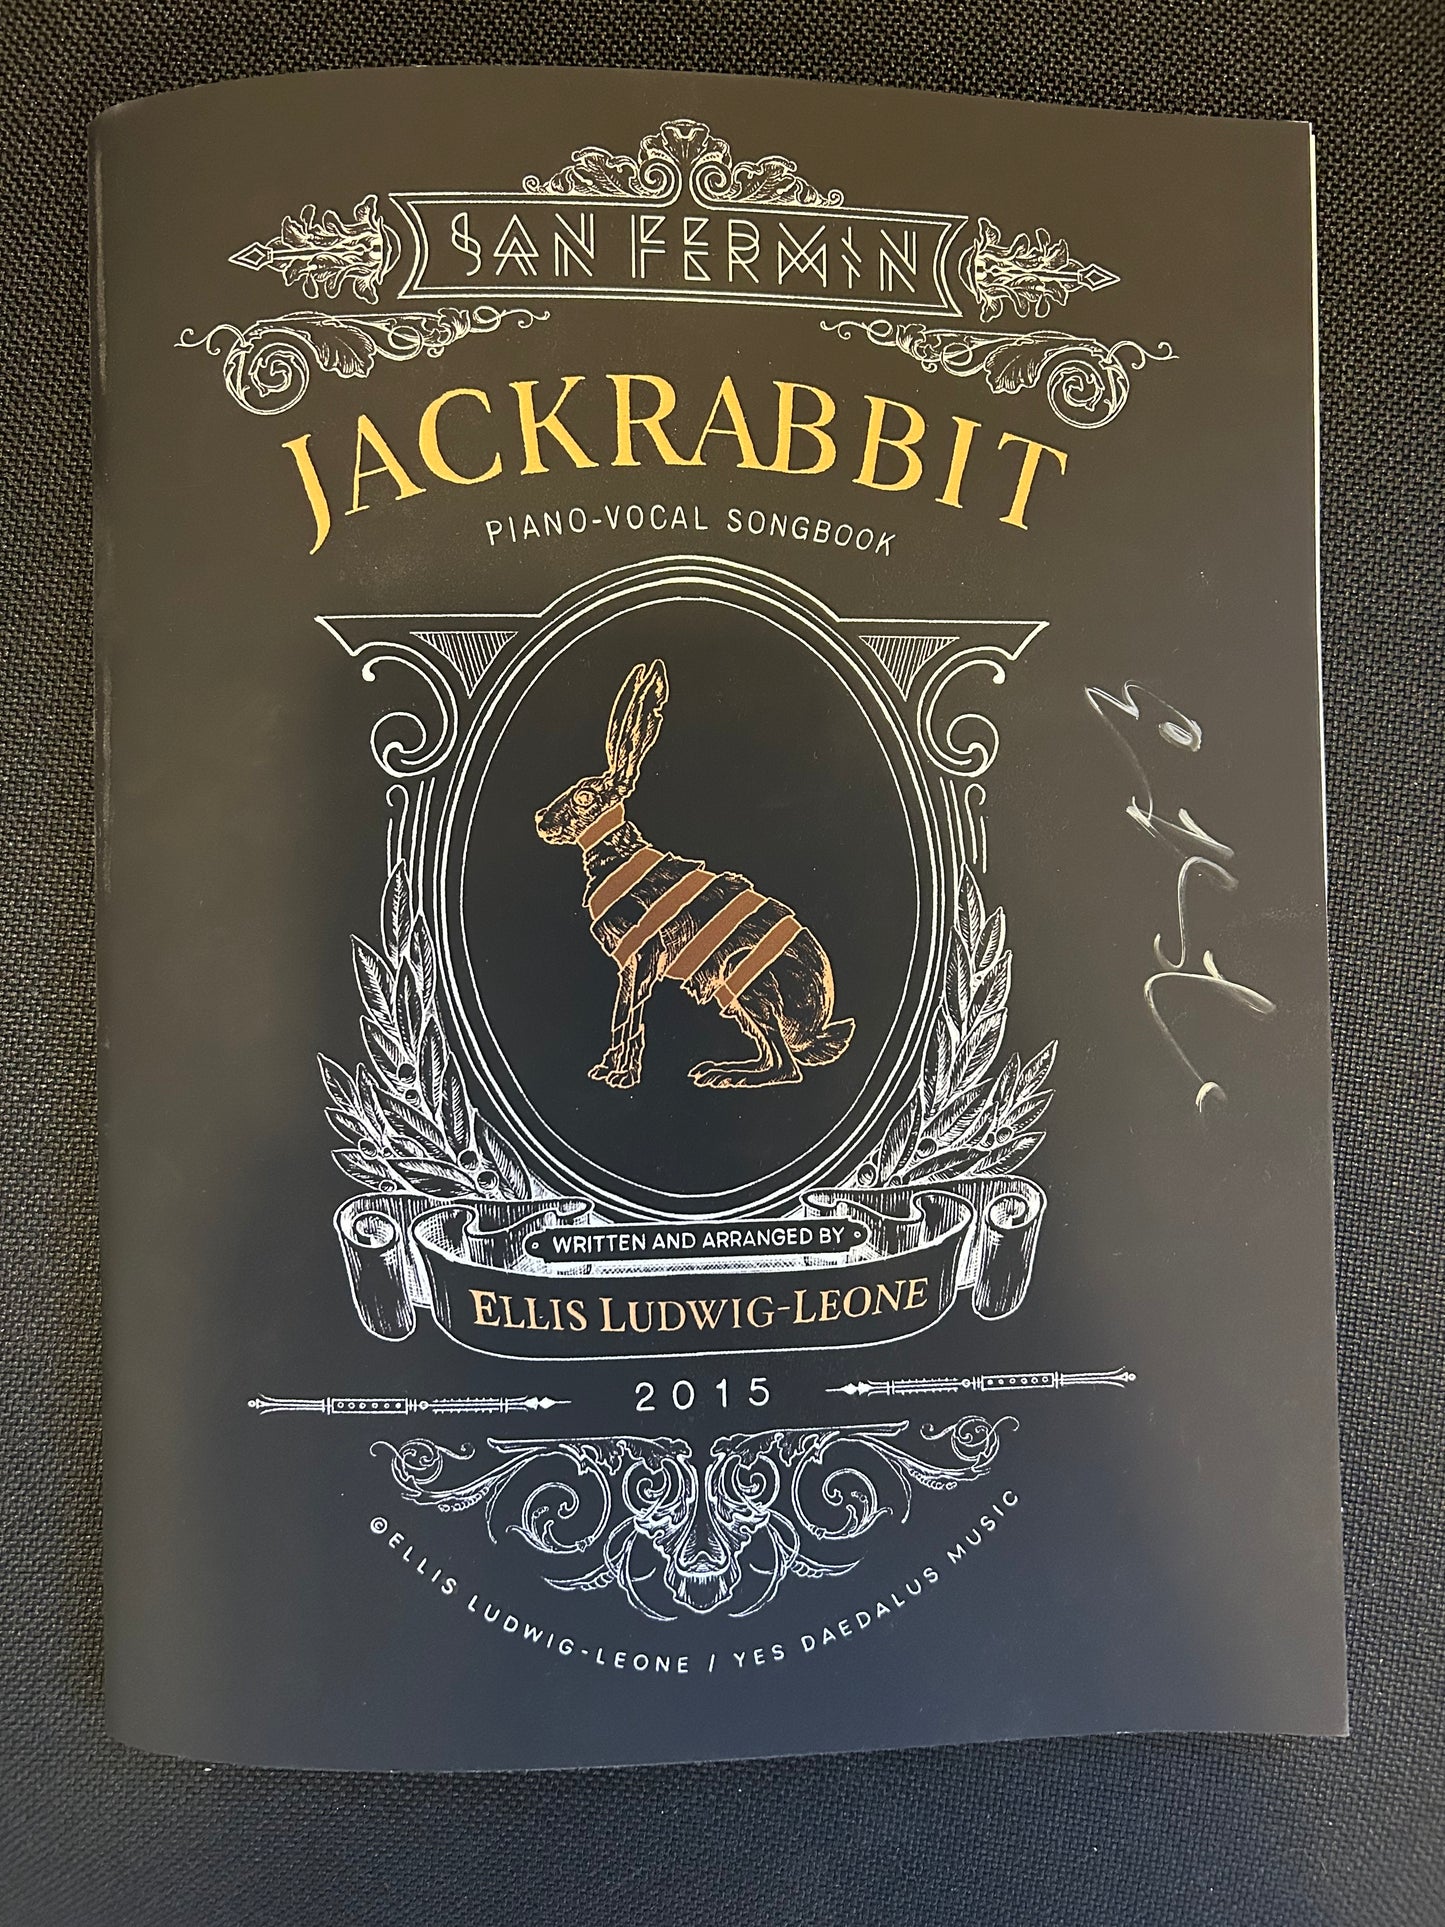 SAN FERMIN
JACKRABBIT
PIANO-VOCAL SONGBOOK
WRITTEN AND ARRANGED BY
ELLIS LUDWIG-LEONE
2015
©ELLIS LUDWIG-LEONE / YES DAEDALUS MUSIC